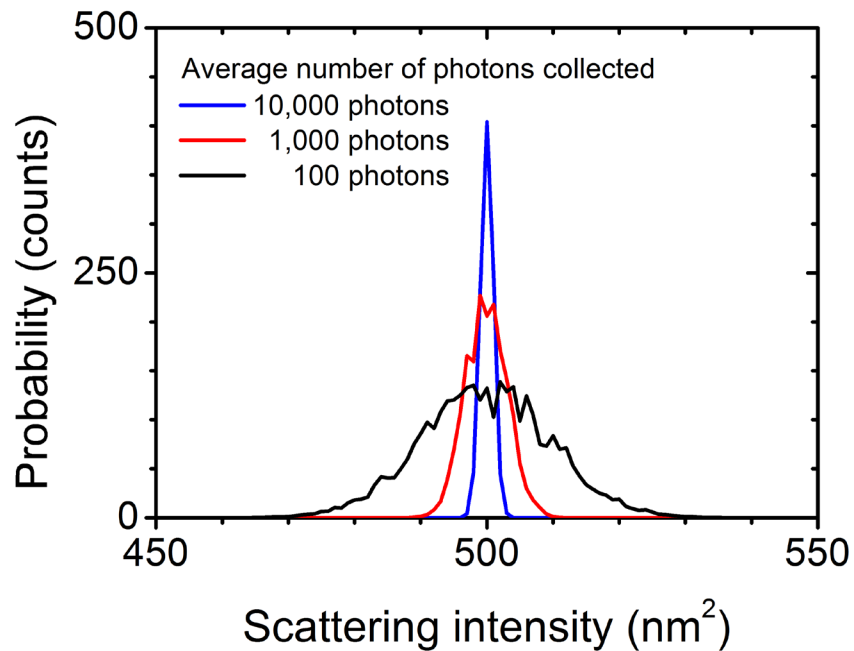 500
Average number of photons collected
10,000 photons
1,000 photons
100 photons
250
0
450
500
550
Probability (counts)
Scattering intensity (nm²)